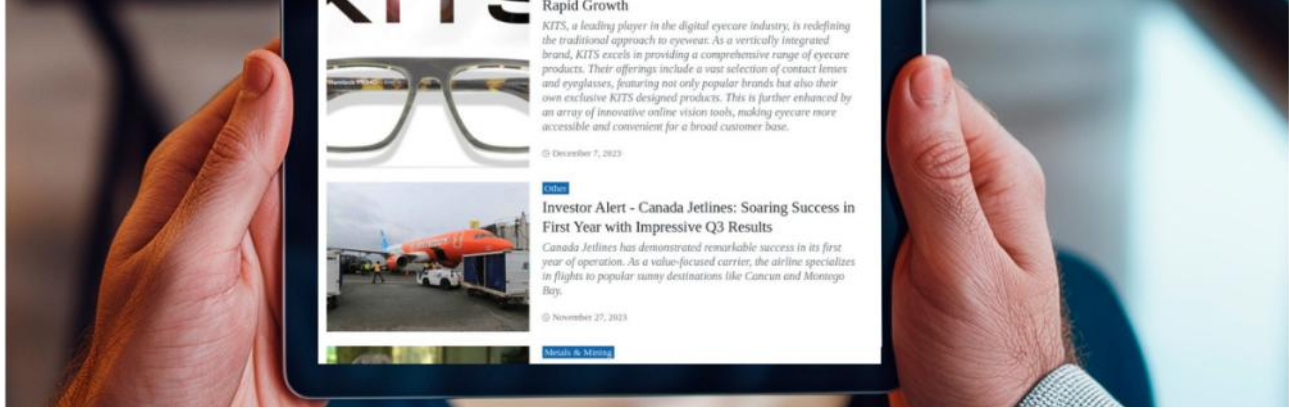 KITS
Rapid Growth
KITS, a leading player in the digital eyecare industry, is redefining
the traditional approach to eyewear. As a vertically integrated
brand, KITS excels in providing a comprehensive range of eyecare
products. Their offerings include a vast selection of contact lenses
and eyeglasses, featuring not only popular brands but also their
own exclusive KITS designed products. This is further enhanced by
an array of innovative online vision tools, making eyecare more
accessible and convenient for a broad customer base.
December 7, 2023
Other
Investor Alert - Canada Jetlines: Soaring Success in
First Year with Impressive Q3 Results
Canada Jetlines has demonstrated remarkable success in its first
year of operation. As a value-focused carrier, the airline specializes
in flights to popular sunny destinations like Cancun and Montego
Bay.
November 27, 2023
Metals & Mining